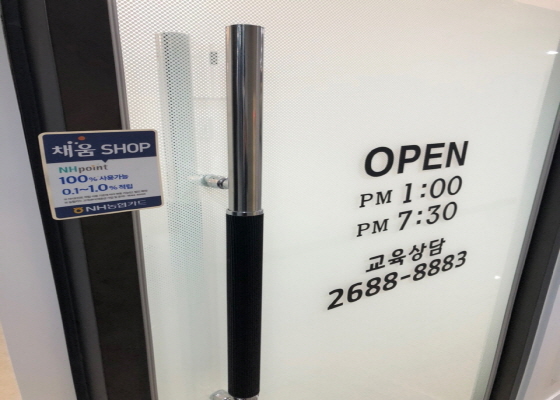 채움 SHOP
NHpoint
100% 사용가능
0.1~1.0% 적립
NH농협카드
OPEN
PM 1:00
PM 7:30
교육상담
2688-8883